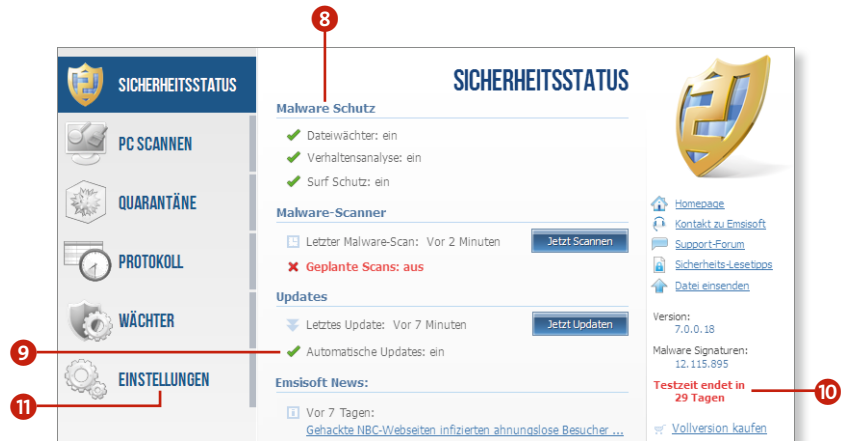 8
SICHERHEITSSTATUS
PC SCANNEN
QUARANTÄNE
PROTOKOLL
WÄCHTER
9
EINSTELLUNGEN
11
SICHERHEITSSTATUS
Malware Schutz
Dateiwächter: ein
Verhaltensanalyse: ein
Surf Schutz: ein
Malware-Scanner
Letzter Malware-Scan: Vor 2 Minuten
Jetzt Scannen
Geplante Scans: aus
Updates
Letztes Update: Vor 7 Minuten
Jetzt Updaten
Automatische Updates: ein
Emsisoft News:
Vor 7 Tagen:
Gehackte NBC-Webseiten infizierten ahnungslose Besucher ...
Homepage
Kontakt zu Emsisoft
Support-Forum
Sicherheits-Lesetipps
Datei einsenden
Version:
7.0.0.18
Malware Signaturen:
12.115.895
Testzeit endet in
29 Tagen
10
Vollversion kaufen